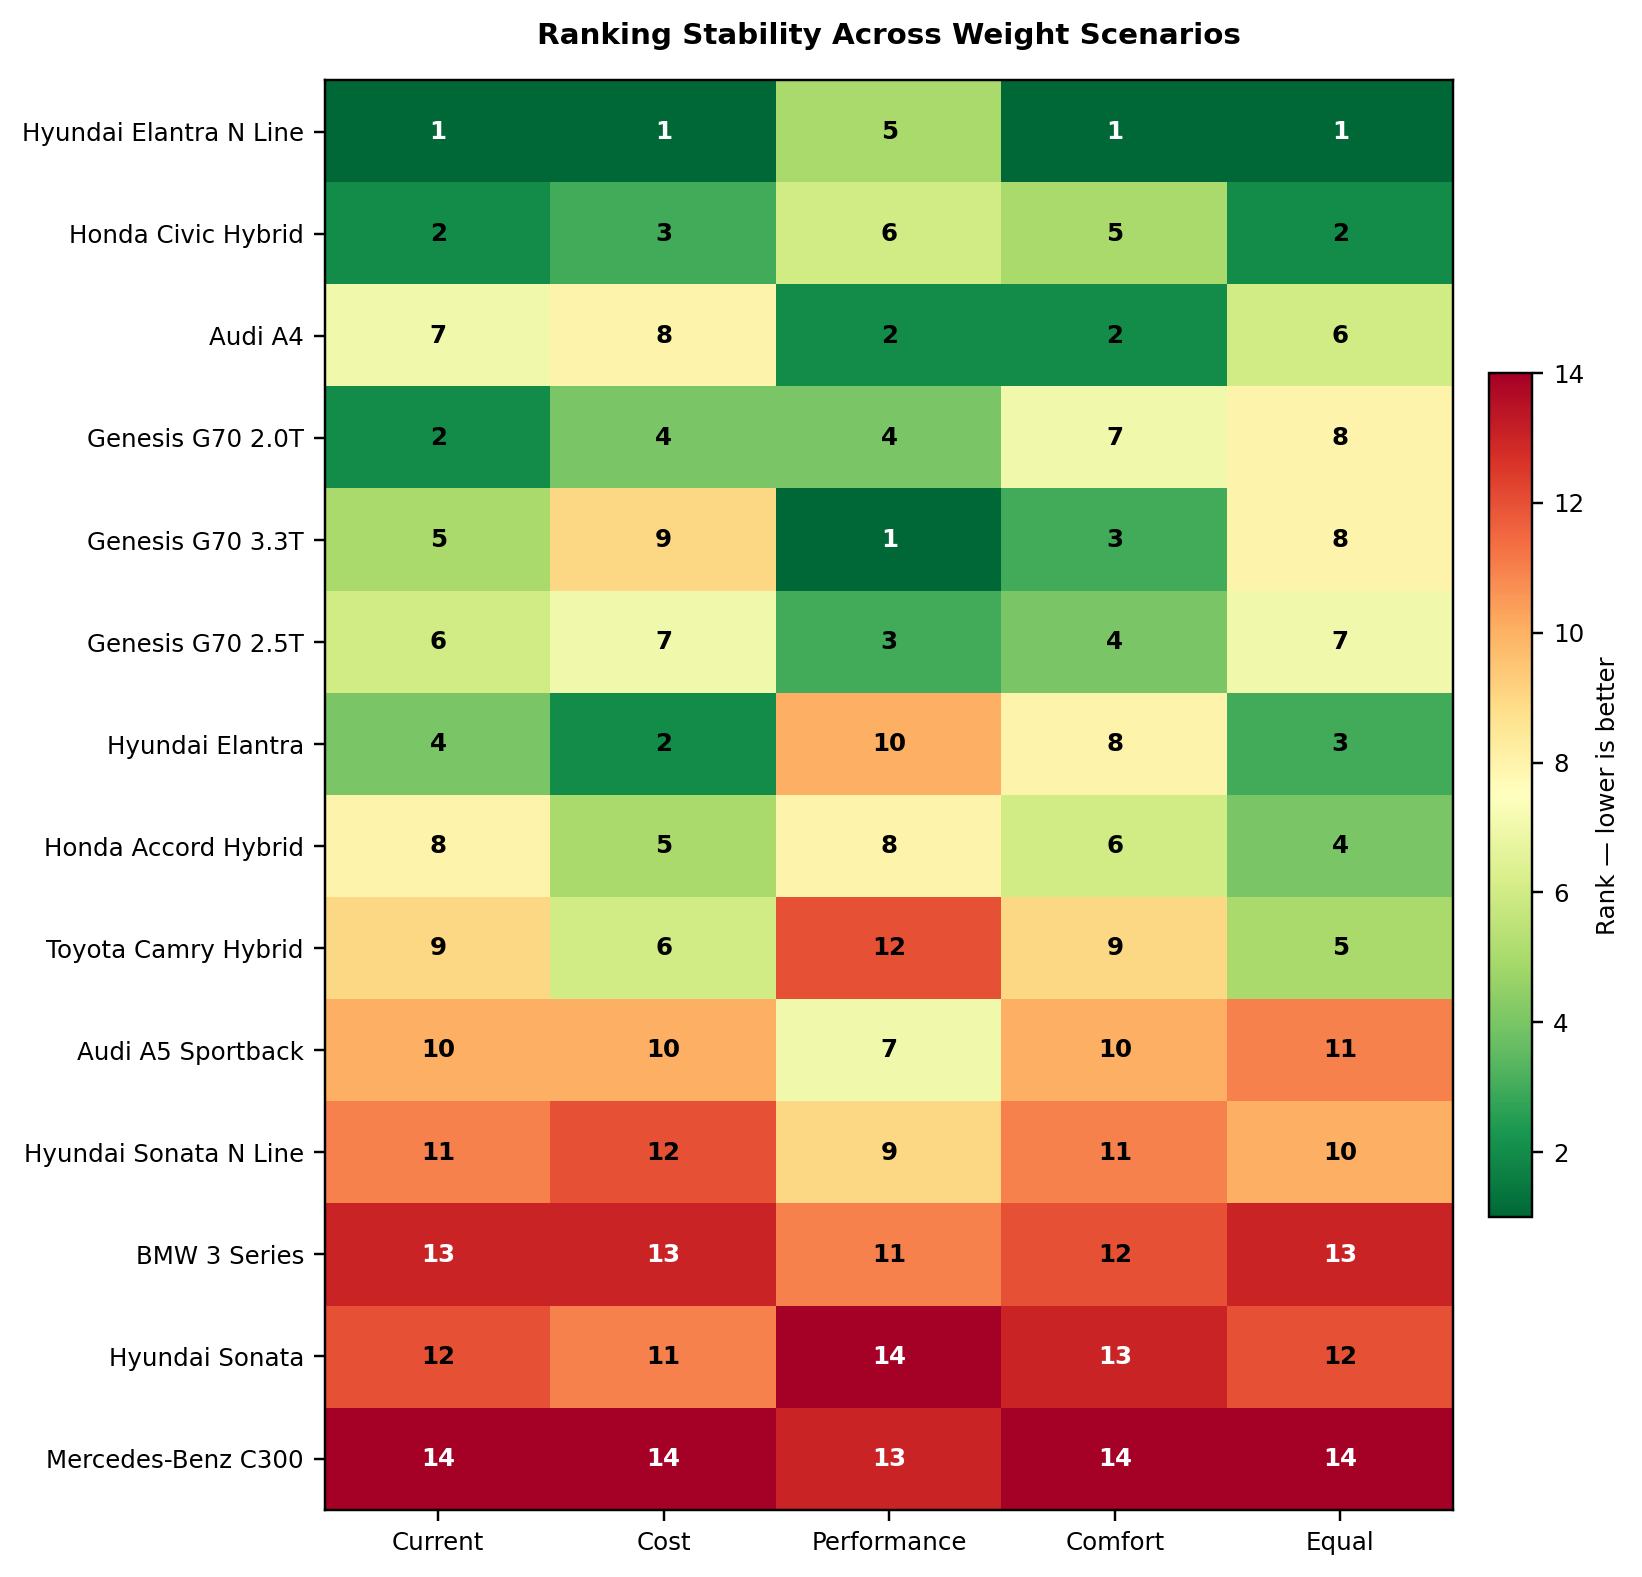 Ranking Stability Across Weight Scenarios
Hyundai Elantra N Line 1 1 5 1 1
Honda Civic Hybrid 2 3 6 5 2
Audi A4 7 8 2 2 6
14
Genesis G70 2.0T 2 4 4 7 8
12
Genesis G70 3.3T 5 9 1 3 8
10
Genesis G70 2.5T 6 7 3 4 7
Hyundai Elantra 4 2 10 8 3
8
Rank — lower is better
Honda Accord Hybrid 8 5 8 6 4
6
Toyota Camry Hybrid 9 6 12 9 5
4
Audi A5 Sportback 10 10 7 10 11
Hyundai Sonata N Line 11 12 9 11 10
2
BMW 3 Series 13 13 11 12 13
Hyundai Sonata 12 11 14 13 12
Mercedes-Benz C300 14 14 13 14 14
Current Cost Performance Comfort Equal